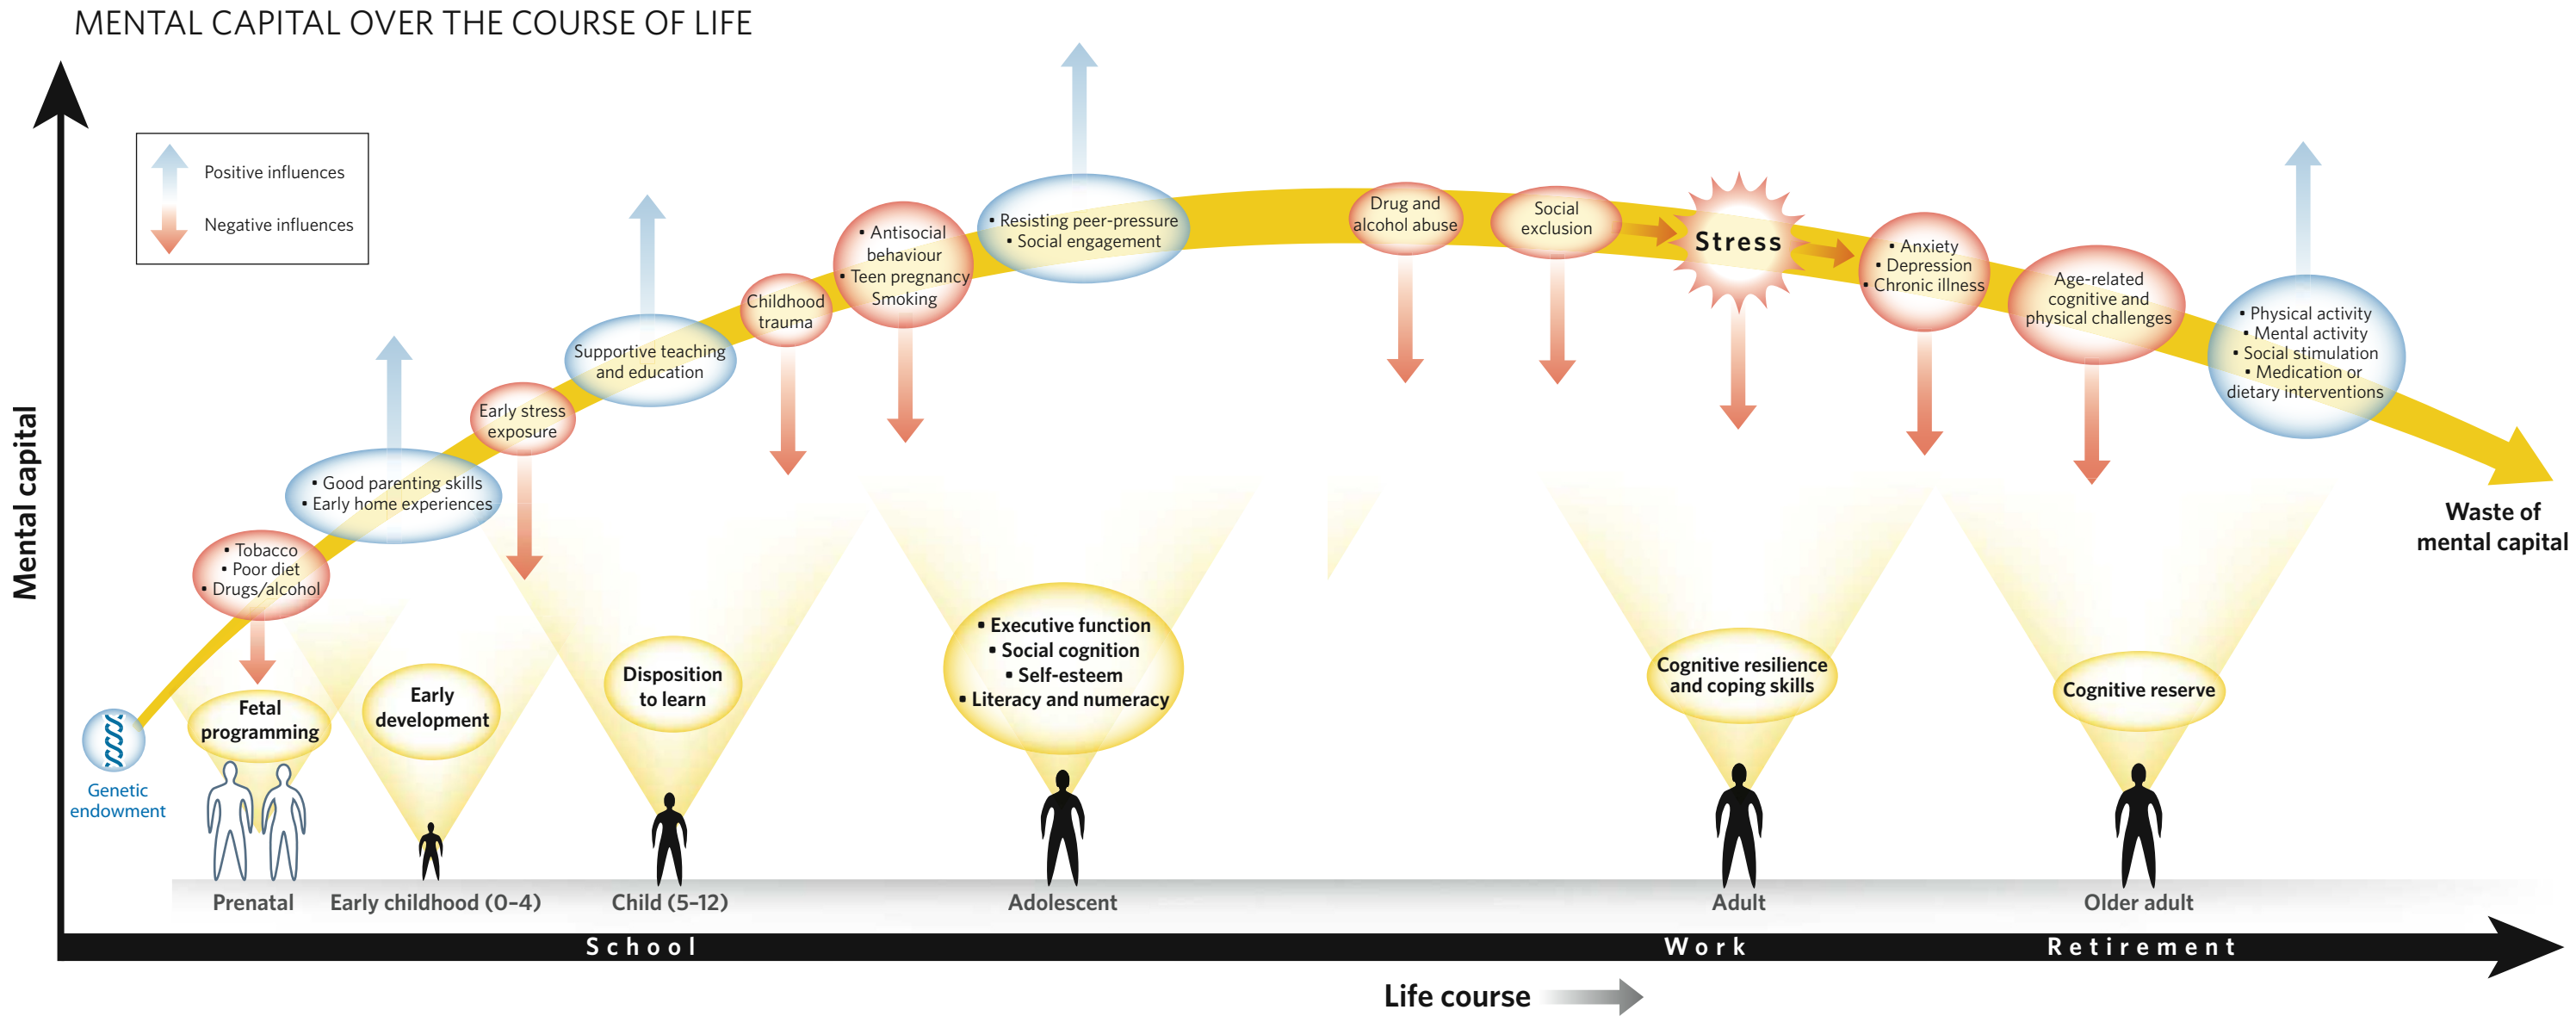 MENTAL CAPITAL OVER THE COURSE OF LIFE
Positive influences
Negative influences
Mental capital
Genetic
endowment
• Tobacco
• Poor diet
• Drugs/alcohol
• Good parenting skills
• Early home experiences
Early stress
exposure
Supportive teaching
and education
Childhood
trauma
• Antisocial
behaviour
• Teen pregnancy
Smoking
• Resisting peer-pressure
• Social engagement
Drug and
alcohol abuse
Social
exclusion
Stress
• Anxiety
• Depression
• Chronic illness
Age-related
cognitive and
physical challenges
• Physical activity
• Mental activity
• Social stimulation
• Medication or
dietary interventions
Waste of
mental capital
Fetal
programming
Early
development
Disposition
to learn
• Executive function
• Social cognition
• Self-esteem
• Literacy and numeracy
Cognitive resilience
and coping skills
Cognitive reserve
Prenatal
Early childhood (0–4)
Child (5–12)
Adolescent
Adult
Older adult
School
Work
Retirement
Life course